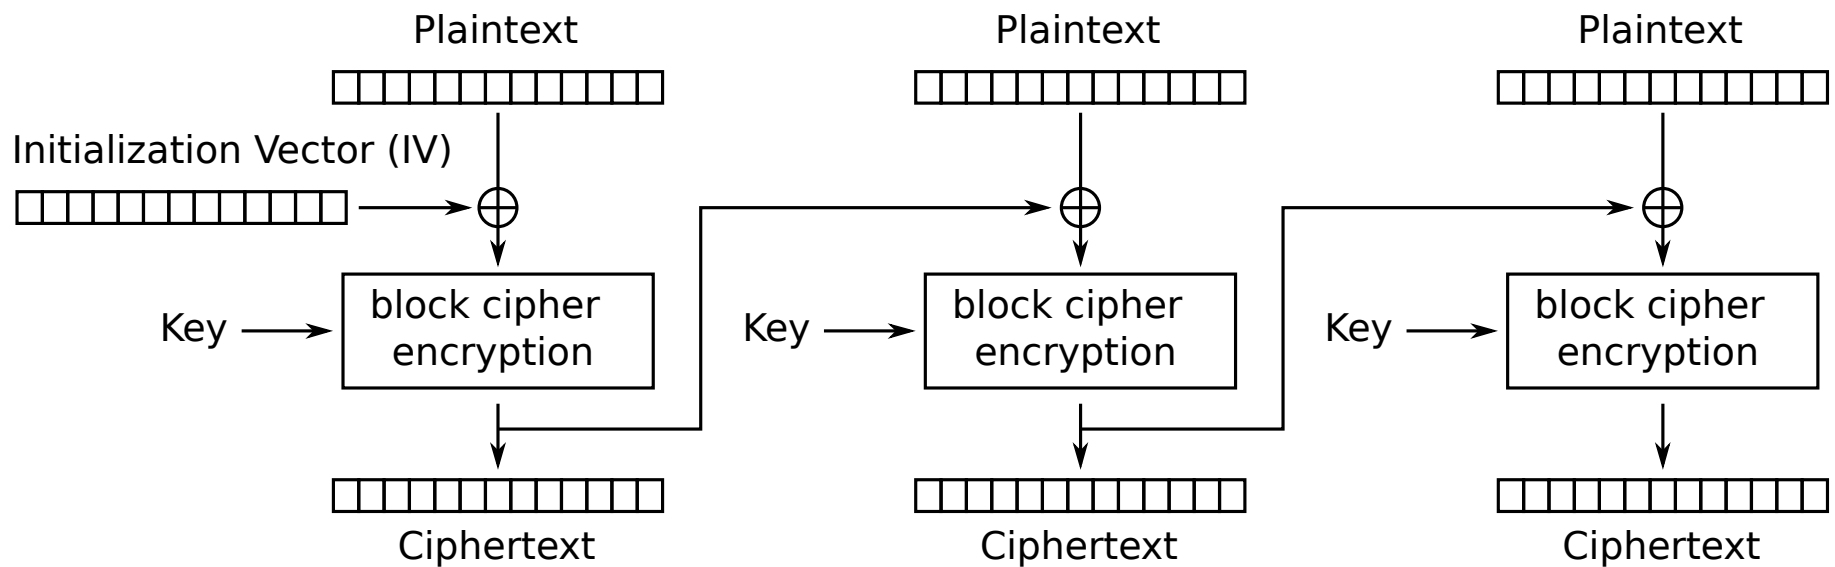 Plaintext
Plaintext
Plaintext
Initialization Vector (IV)
Key
block cipher
encryption
Key
block cipher
encryption
Key
block cipher
encryption
Ciphertext
Ciphertext
Ciphertext